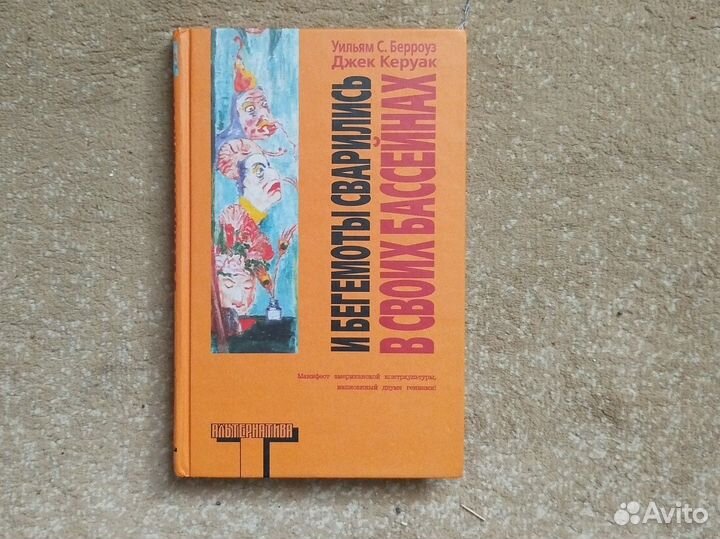 Уильям С. Берроуз
Джек Керуак
И БЕГЕМОТЫ СВАРИЛИСЬ
В СВОИХ БАССЕЙНАХ
Манифест американской контркультуры,
написанный двумя гениями!
АЛЬТЕРНАТИВА
Avito